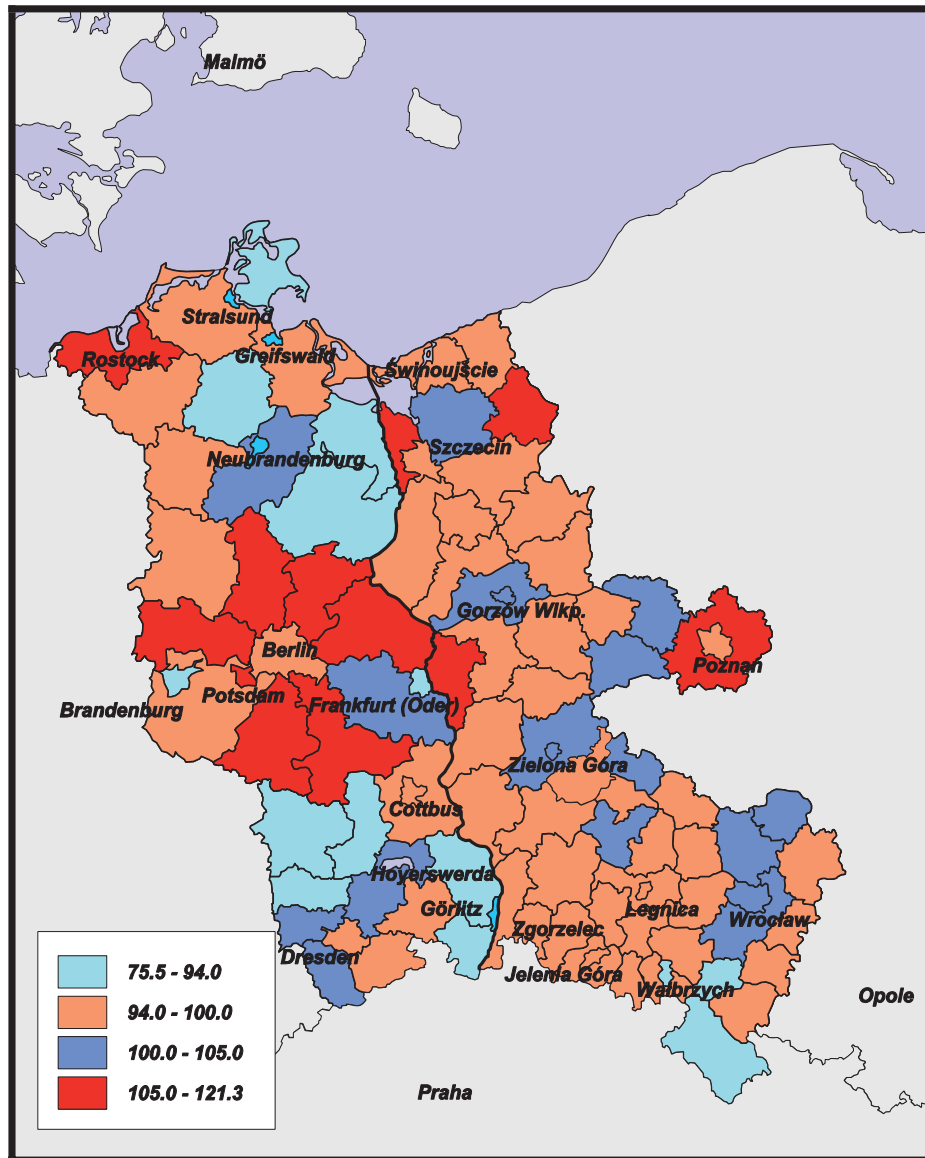 Malmö
Stralsund
Rostock
Greifswald
Świnoujście
Szczecin
Neubrandenburg
Gorzów Wlkp.
Berlin
Poznań
Potsdam
Brandenburg
Frankfurt (Oder)
Zielona Góra
Cottbus
Hoyerswerda
Görlitz
Legnica
Zgorzelec
Wrocław
Dresden
Jelenia Góra
Wałbrzych
Opole
Praha
75.5 - 94.0
94.0 - 100.0
100.0 - 105.0
105.0 - 121.3